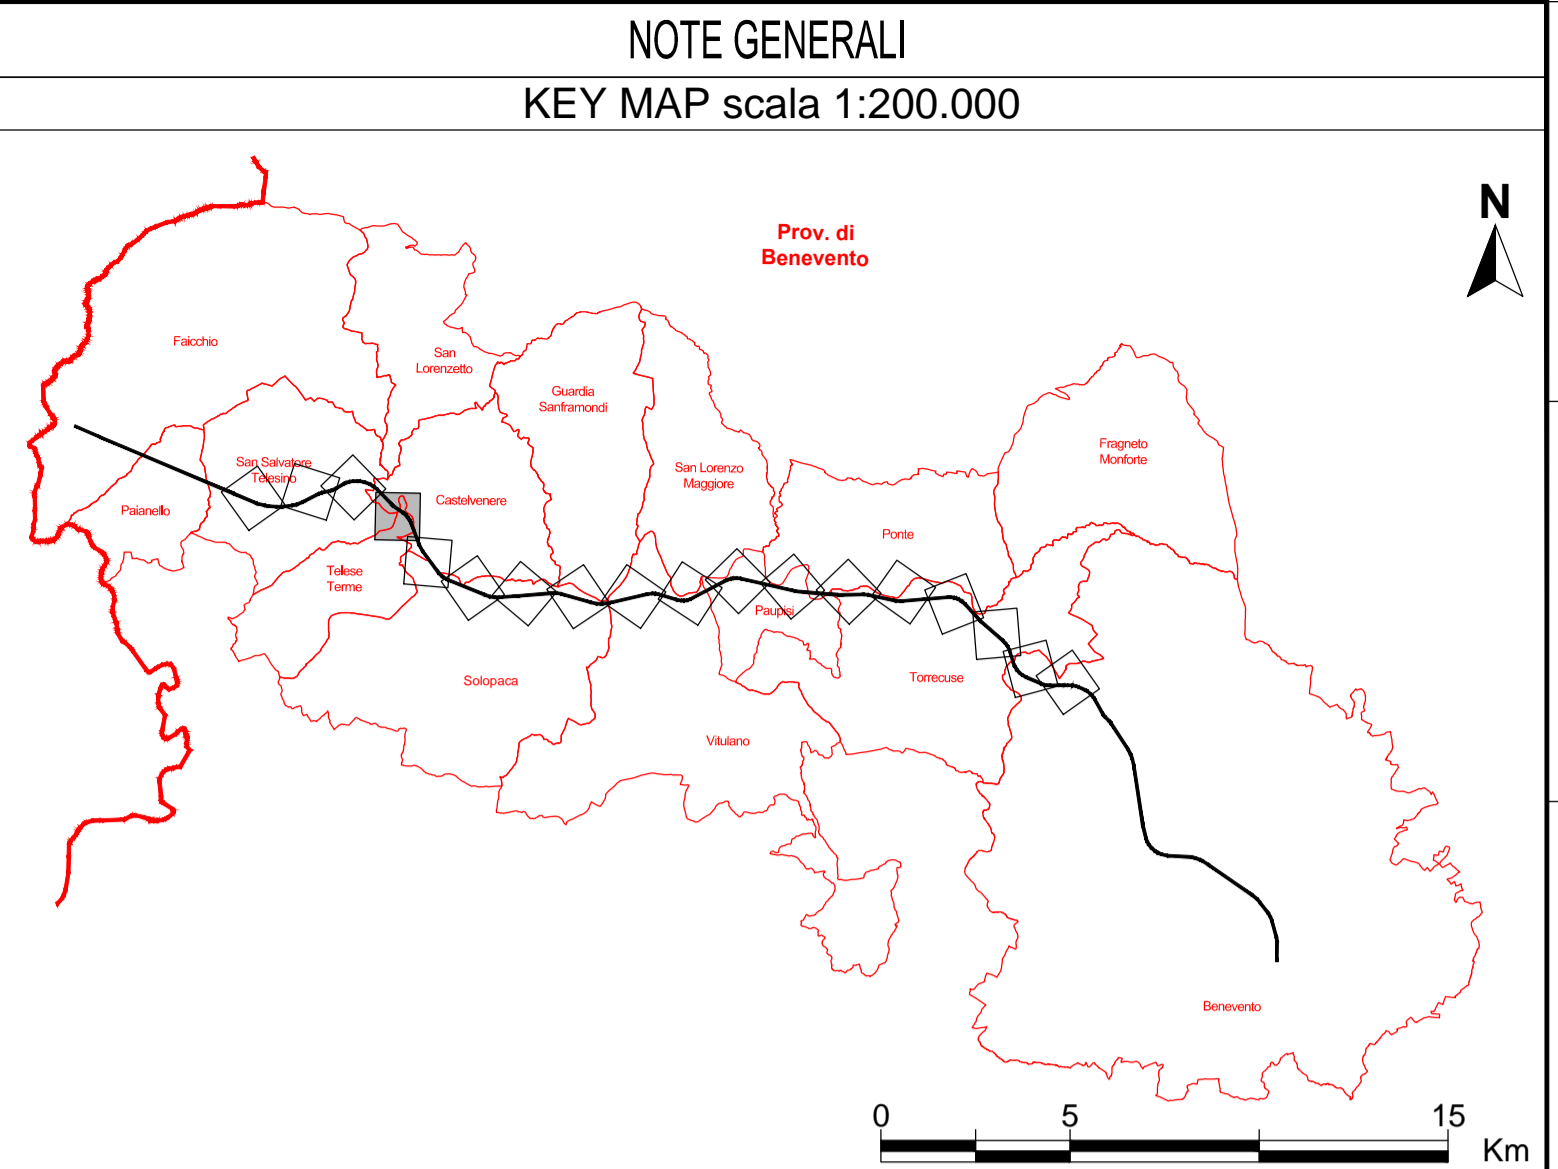 NOTE GENERALI
KEY MAP scala 1:200.000
N
Prov. di
Benevento
Faicchio
San
Lorenzetto
Guardia
Sanframondi
Fragneto
Monforte
San Salvatore
Telesino
San Lorenzo
Maggiore
Castelvenere
Paianello
Ponte
Telese
Terme
Paupisi
Solopaca
Torrecuse
Vitulano
Benevento
0 5 15
Km